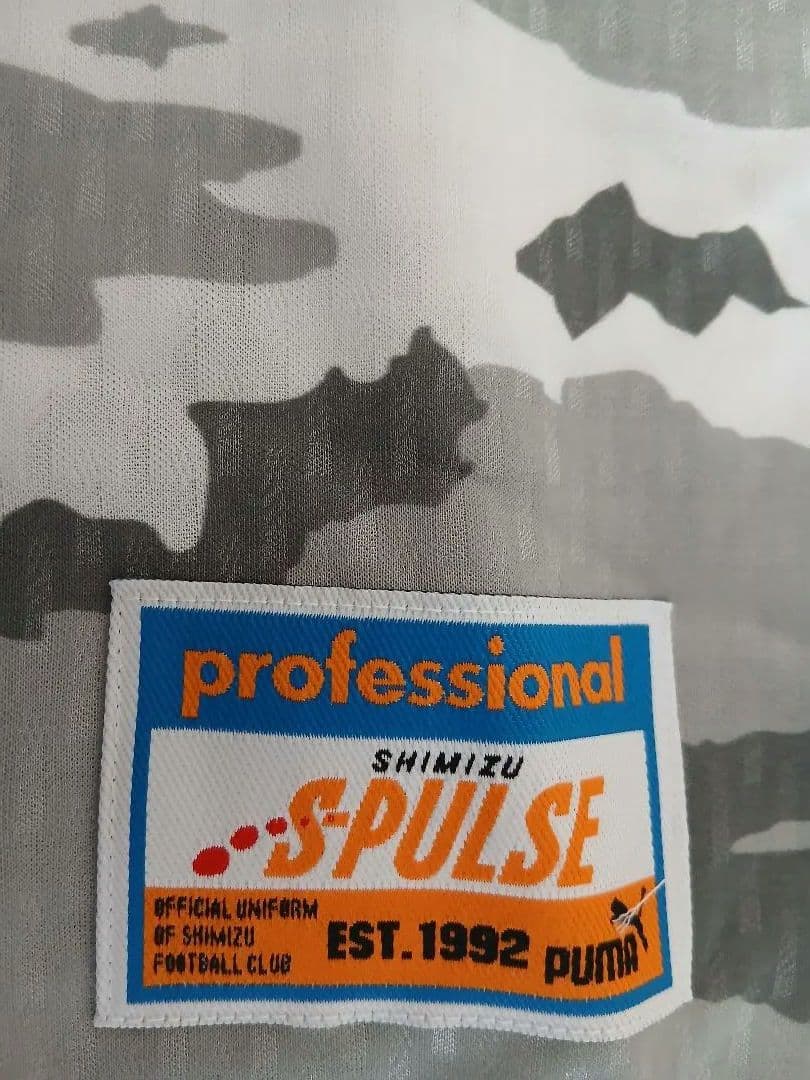 professional
SHIMIZU
S-PULSE
OFFICIAL UNIFORM
OF SHIMIZU
FOOTBALL CLUB
EST. 1992
PUMA